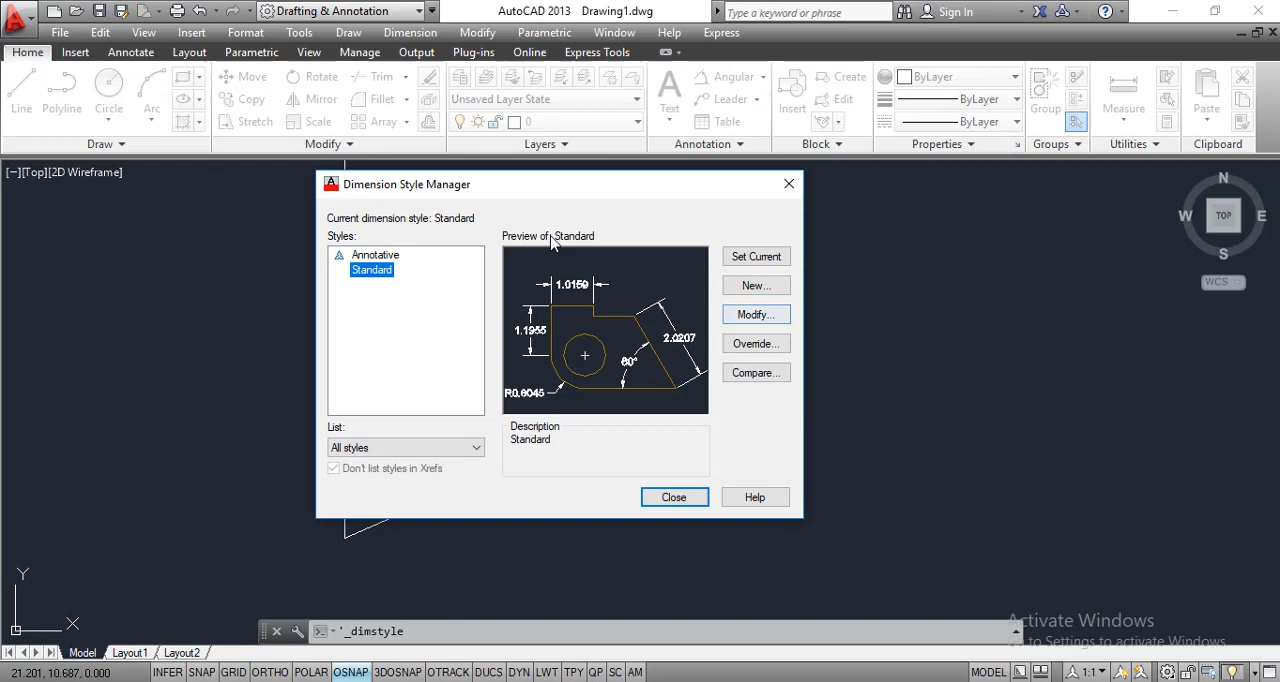 Drafting & Annotation
AutoCAD 2013 Drawing1.dwg
Type a keyword or phrase
Sign In
File Edit View Insert Format Tools Draw Dimension Modify Parametric Window Help Express
Home Insert Annotate Layout Parametric View Manage Output Plug-ins Online Express Tools
Line Polyline Circle Arc
Move Rotate Trim
Copy Mirror Fillet
Stretch Scale Array
Unsaved Layer State
0
Text
Angular
Leader
Table
Insert
Create
Edit
ByLayer
ByLayer
ByLayer
Group
Measure
Paste
Draw Modify Layers Annotation Block Properties Groups Utilities Clipboard
[−][Top][2D Wireframe]
N
W TOP E
S
WCS
Dimension Style Manager
Current dimension style: Standard
Styles:
Annotative
Standard
Preview of: Standard
1.0159
1.1955
2.0207
60°
R0.8045
Set Current
New...
Modify...
Override...
Compare...
List:
All styles
Don't list styles in Xrefs
Description
Standard
Close Help
Y
X
'_dimstyle
Activate Windows
Go to Settings to activate Windows.
Model Layout1 Layout2
21.201, 10.687, 0.000
INFER SNAP GRID ORTHO POLAR OSNAP 3DOSNAP OTRACK DUCS DYN LWT TPY QP SC AM
MODEL
1:1